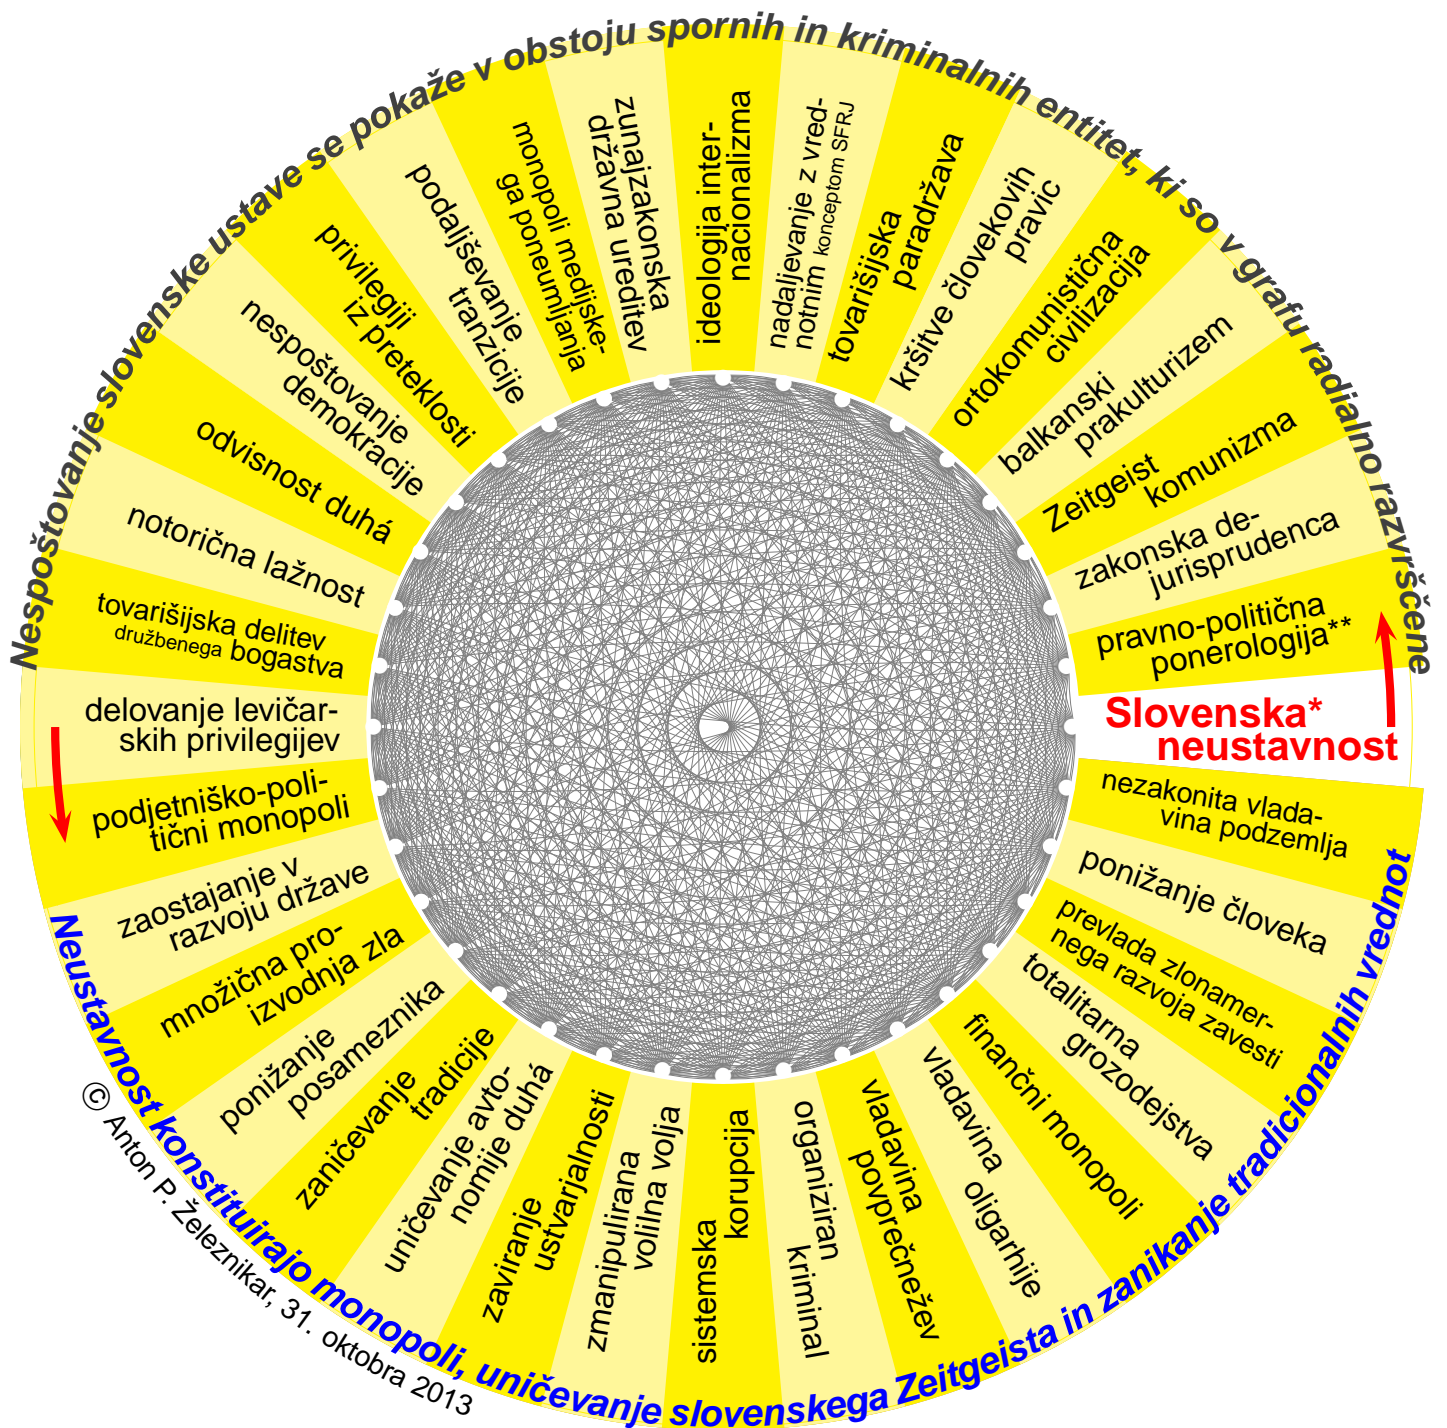 Nespoštovanje slovenske ustave se pokaže v obstoju spornih in kriminalnih entitet, ki so v grafu radialno razvrščene
Slovenska*
neustavnost
pravno-politična
ponerologija**
zakonska de-
jurisprudenca
Zeitgeist
komunizma
balkanski
prakulturizem
ortokomunistična
civilizacija
kršitve človekovih
pravic
tovarišijska
paradržava
nadaljevanje z vred-
notnim konceptom SFRJ
ideologija inter-
nacionalizma
zunajzakonska
državna ureditev
monopoli medijske-
ga poneumljanja
podaljševanje
tranzicije
privilegiji
iz preteklosti
nespoštovanje
demokracije
odvisnost duhá
notorična lažnost
tovarišijska delitev
družbenega bogastva
delovanje levičar-
skih privilegijev
podjetniško-poli-
tični monopoli
zaostajanje v
razvoju države
množična pro-
izvodnja zla
ponižanje
posameznika
zaničevanje
tradicije
uničevanje avto-
nomije duhá
zaviranje
ustvarjalnosti
zmanipulirana
volilna volja
sistemska
korupcija
organiziran
kriminal
vladavina
povprečnežev
vladavina
oligarhije
finančni monopoli
totalitarna
grozodejstva
prevlada zlonamer-
nega razvoja zavesti
ponižanje človeka
nezakonita vlada-
vina podzemlja
Neustavnost konstituirajo monopoli, uničevanje slovenskega Zeitgeista in zanikanje tradicionalnih vrednot
© Anton P. Železnikar, 31. oktobra 2013